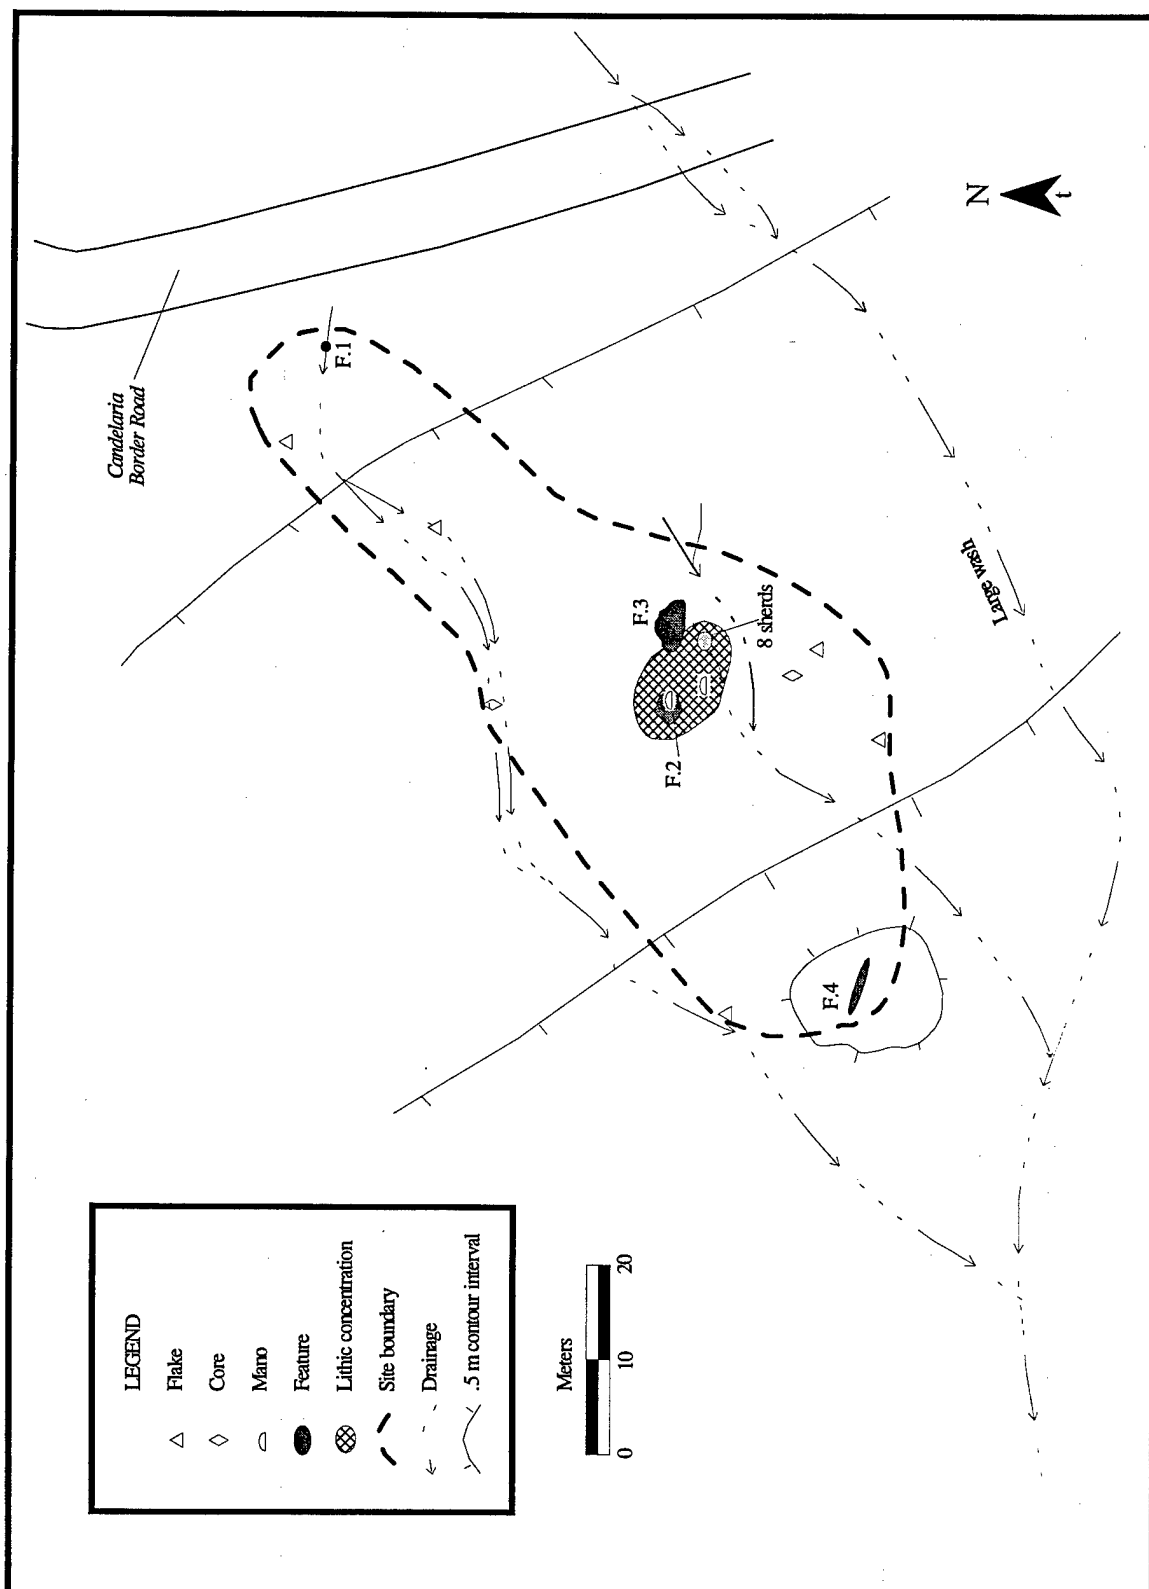 Candelaria
Border Road
F.1
F.3
8 sherds
F.2
F.4
Large wash
N
t
LEGEND
Flake
Core
Mano
Feature
Lithic concentration
Site boundary
Drainage
.5 m contour interval
Meters
0
10
20